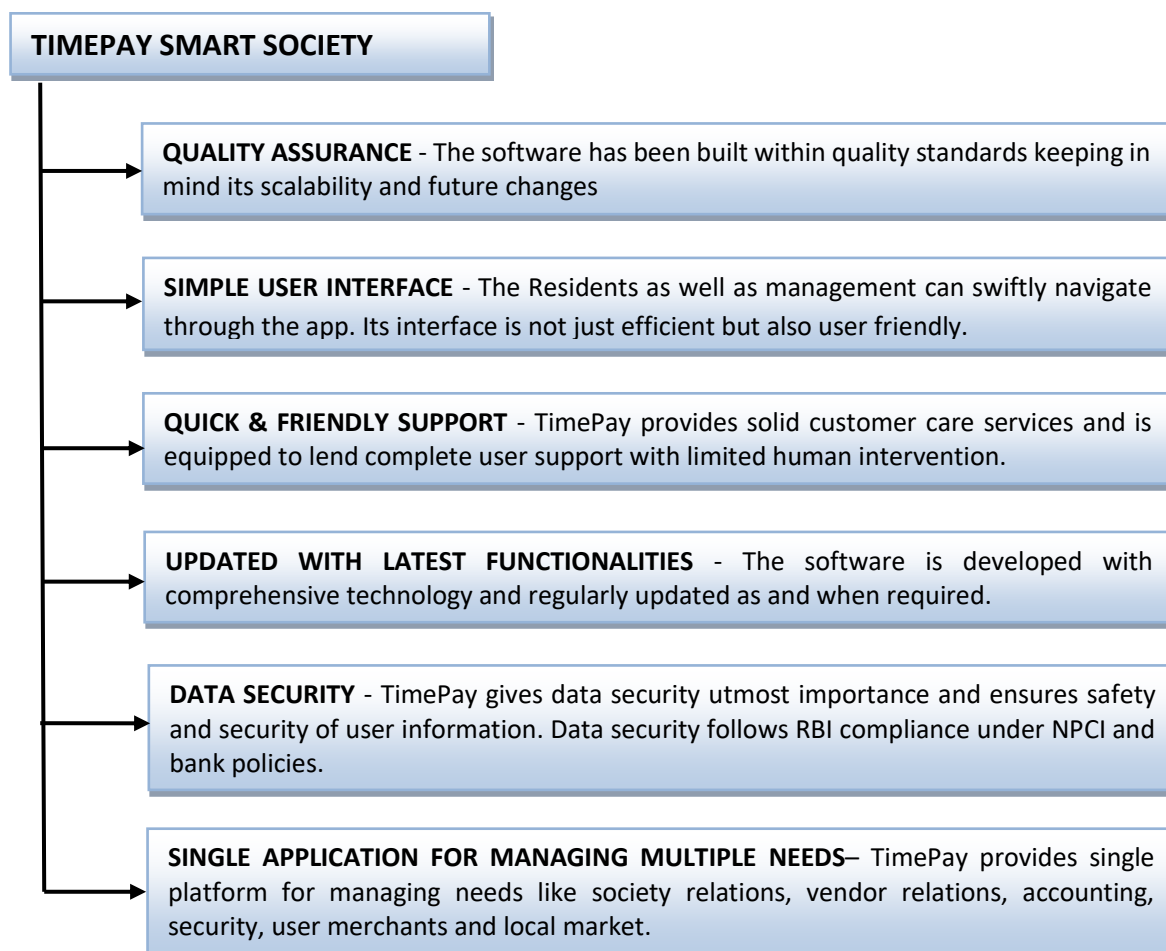 TIMEPAY SMART SOCIETY
QUALITY ASSURANCE - The software has been built within quality standards keeping in
mind its scalability and future changes
SIMPLE USER INTERFACE - The Residents as well as management can swiftly navigate
through the app. Its interface is not just efficient but also user friendly.
QUICK & FRIENDLY SUPPORT - TimePay provides solid customer care services and is
equipped to lend complete user support with limited human intervention.
UPDATED WITH LATEST FUNCTIONALITIES - The software is developed with
comprehensive technology and regularly updated as and when required.
DATA SECURITY - TimePay gives data security utmost importance and ensures safety
and security of user information. Data security follows RBI compliance under NPCI and
bank policies.
SINGLE APPLICATION FOR MANAGING MULTIPLE NEEDS– TimePay provides single
platform for managing needs like society relations, vendor relations, accounting,
security, user merchants and local market.